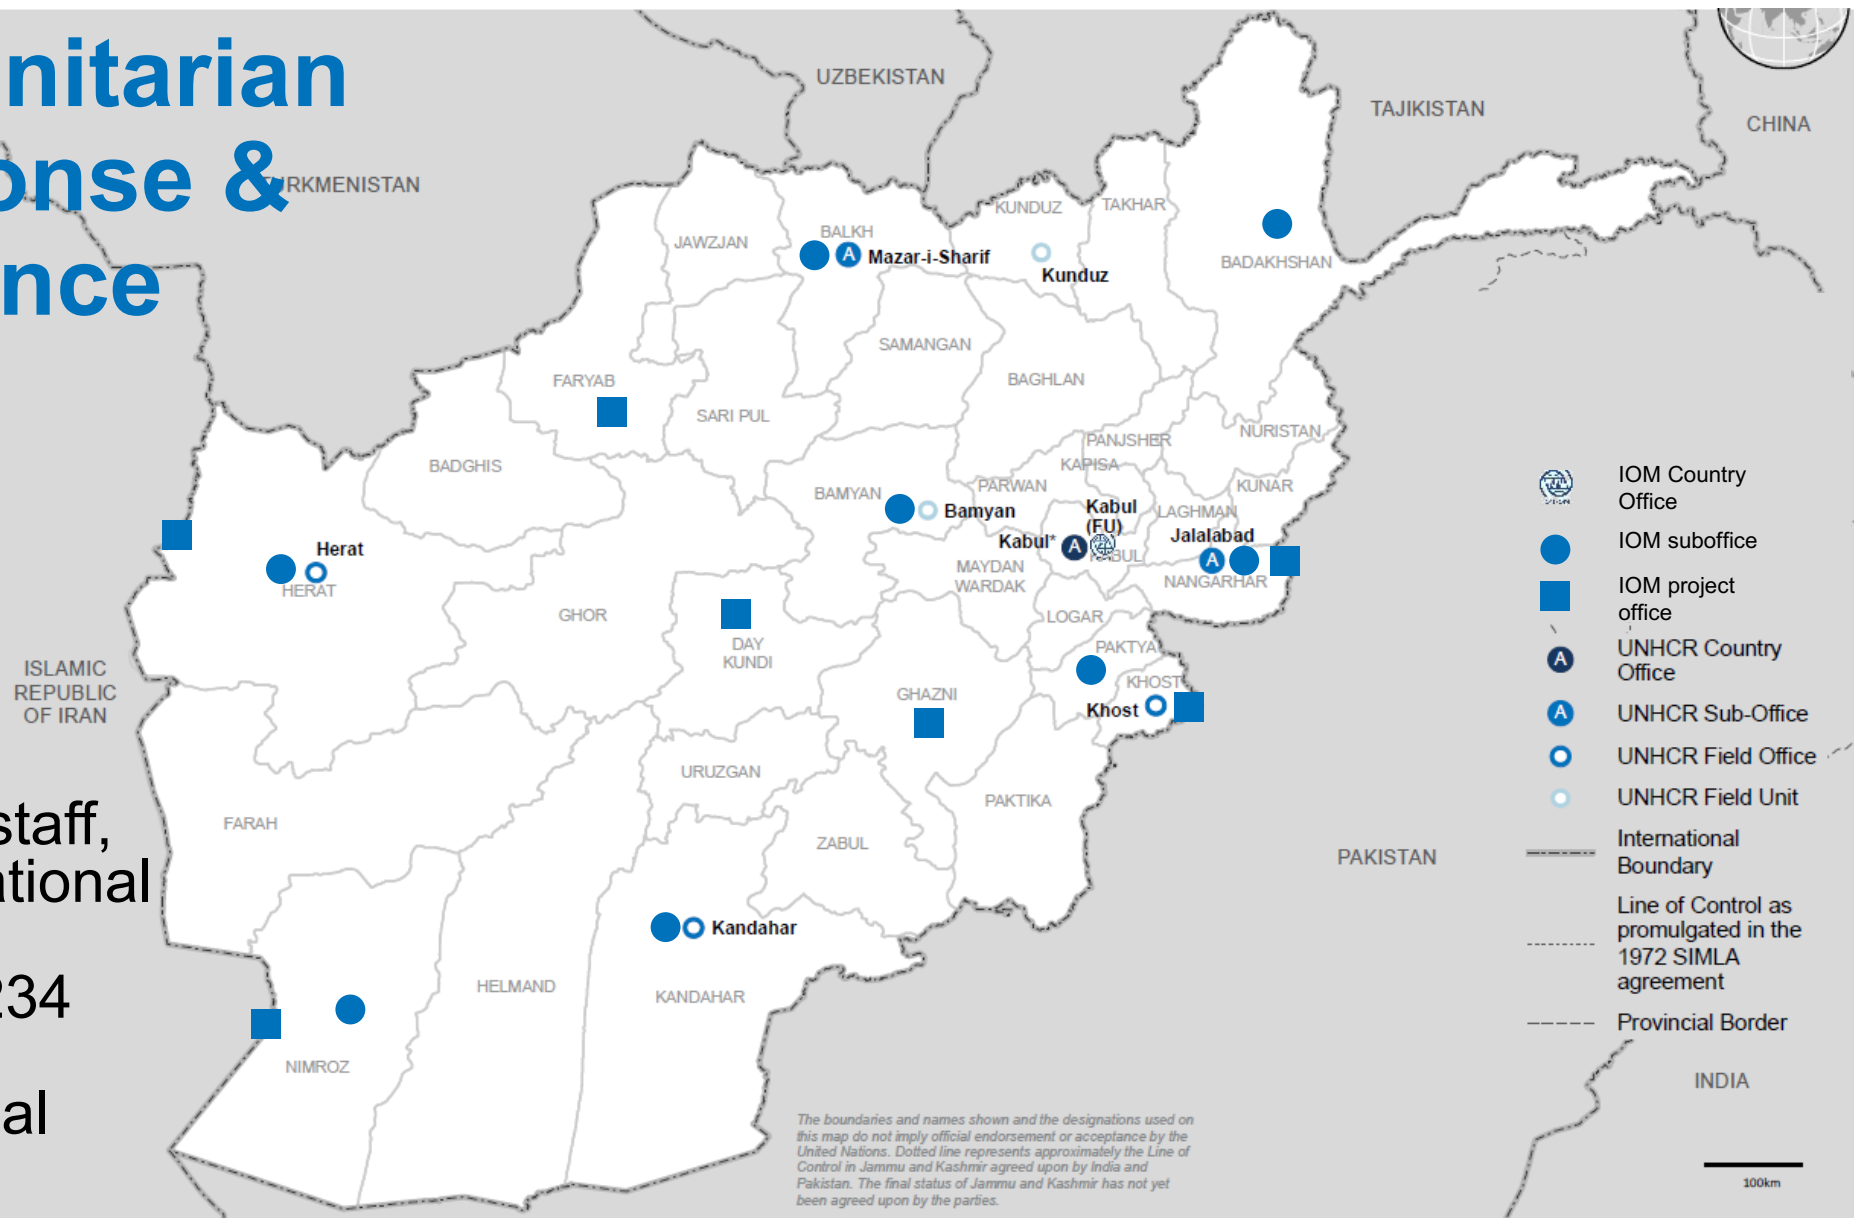 nitarian
onse &
nce
UZBEKISTAN
TAJIKISTAN
CHINA
RKMENISTAN
KUNDUZ
TAKHAR
JAWZJAN
BALKH
A
Mazar-i-Sharif
Kunduz
BADAKHSHAN
SAMANGAN
FARYAB
BAGHLAN
SARI PUL
PANJSHER
NURISTAN
BADGHIS
KAPISA
BAMYAN
PARWAN
KUNAR
Bamyan
Kabul
(FU)
LAGHMAN
Kabul*
A
KABUL
Jalalabad
A
Herat
HERAT
MAYDAN
WARDAK
NANGARHAR
GHOR
LOGAR
DAY
KUNDI
PAKTYA
ISLAMIC
REPUBLIC
OF IRAN
GHAZNI
KHOST
Khost
URUZGAN
PAKTIKA
FARAH
ZABUL
PAKISTAN
Kandahar
HELMAND
KANDAHAR
NIMROZ
INDIA
staff,
ational
234
al
IOM Country
Office
IOM suboffice
IOM project
office
A
UNHCR Country
Office
A
UNHCR Sub-Office
UNHCR Field Office
UNHCR Field Unit
International
Boundary
Line of Control as
promulgated in the
1972 SIMLA
agreement
Provincial Border
The boundaries and names shown and the designations used on
this map do not imply official endorsement or acceptance by the
United Nations. Dotted line represents approximately the Line of
Control in Jammu and Kashmir agreed upon by India and
Pakistan. The final status of Jammu and Kashmir has not yet
been agreed upon by the parties.
100km